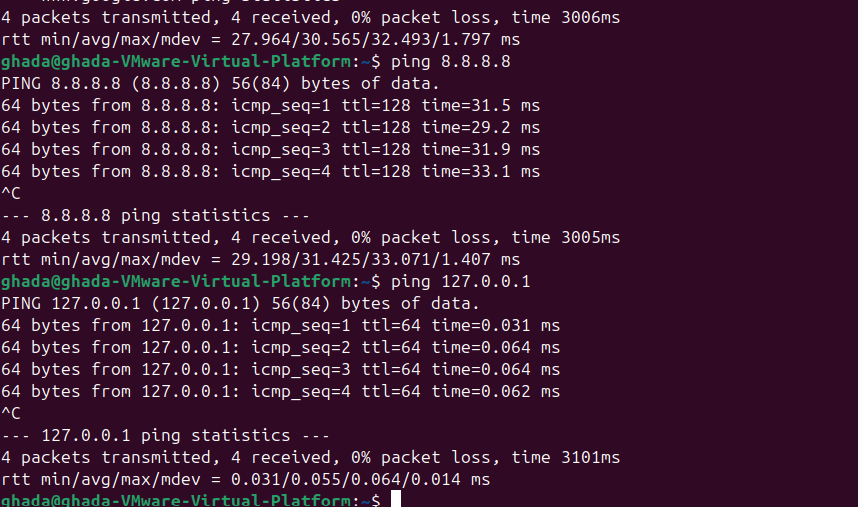 4 packets transmitted, 4 received, 0% packet loss, time 3006ms
rtt min/avg/max/mdev = 27.964/30.565/32.493/1.797 ms
ghada@ghada-VMware-Virtual-Platform:~$ ping 8.8.8.8
PING 8.8.8.8 (8.8.8.8) 56(84) bytes of data.
64 bytes from 8.8.8.8: icmp_seq=1 ttl=128 time=31.5 ms
64 bytes from 8.8.8.8: icmp_seq=2 ttl=128 time=29.2 ms
64 bytes from 8.8.8.8: icmp_seq=3 ttl=128 time=31.9 ms
64 bytes from 8.8.8.8: icmp_seq=4 ttl=128 time=33.1 ms
^C
--- 8.8.8.8 ping statistics ---
4 packets transmitted, 4 received, 0% packet loss, time 3005ms
rtt min/avg/max/mdev = 29.198/31.425/33.071/1.407 ms
ghada@ghada-VMware-Virtual-Platform:~$ ping 127.0.0.1
PING 127.0.0.1 (127.0.0.1) 56(84) bytes of data.
64 bytes from 127.0.0.1: icmp_seq=1 ttl=64 time=0.031 ms
64 bytes from 127.0.0.1: icmp_seq=2 ttl=64 time=0.064 ms
64 bytes from 127.0.0.1: icmp_seq=3 ttl=64 time=0.064 ms
64 bytes from 127.0.0.1: icmp_seq=4 ttl=64 time=0.062 ms
^C
--- 127.0.0.1 ping statistics ---
4 packets transmitted, 4 received, 0% packet loss, time 3101ms
rtt min/avg/max/mdev = 0.031/0.055/0.064/0.014 ms
ghada@ghada-VMware-Virtual-Platform:~$